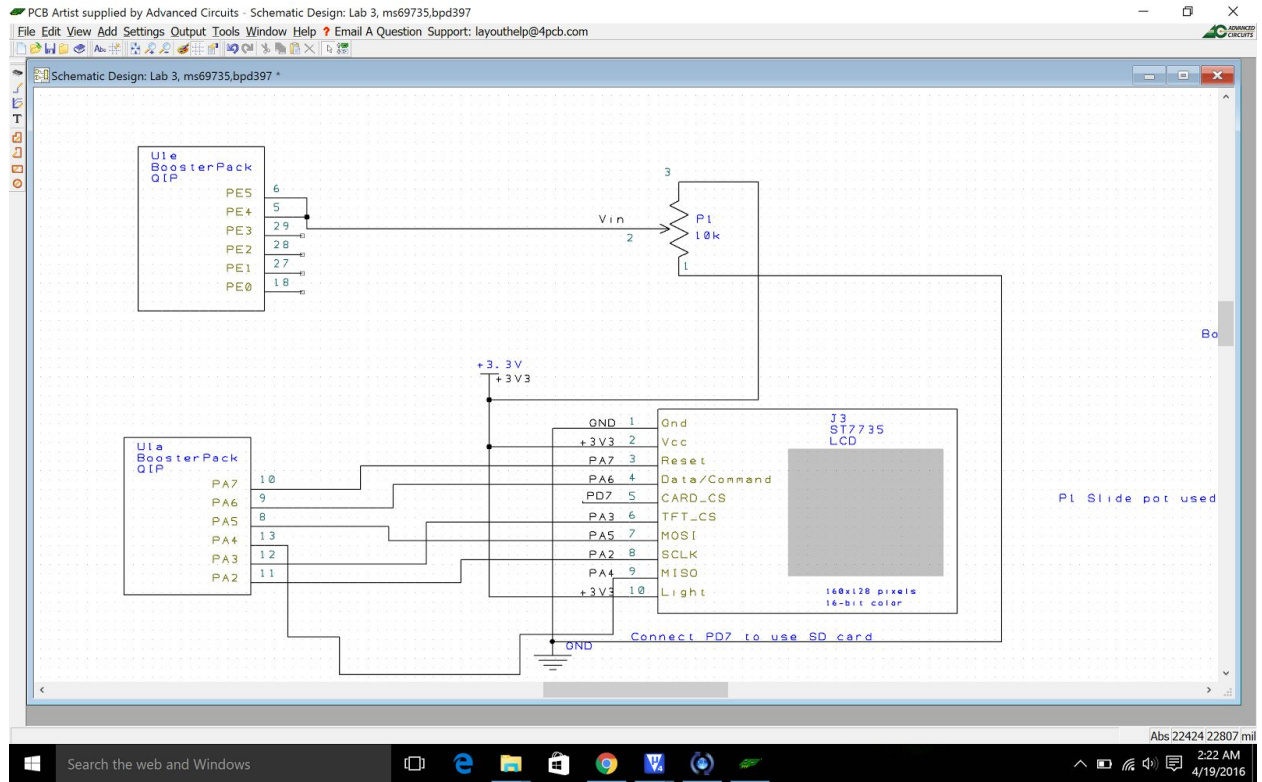 PCB Artist supplied by Advanced Circuits - Schematic Design: Lab 3, ms69735,bpd397
File Edit View Add Settings Output Tools Window Help ? Email A Question Support: layouthelp@4pcb.com
ADVANCED CIRCUITS
Schematic Design: Lab 3, ms69735,bpd397 *
T
U1e
BoosterPack
QIP
PE5 6
PE4 5
PE3 29
PE2 28
PE1 27
PE0 18
3
Vin
2
P1
10k
1
Bo
+3.3V
+3V3
U1a
BoosterPack
QIP
PA7 10
PA6 9
PA5 8
PA4 13
PA3 12
PA2 11
GND 1 Gnd
+3V3 2 Vcc
PA7 3 Reset
PA6 4 Data/Command
PD7 5 CARD_CS
PA3 6 TFT_CS
PA5 7 MOSI
PA2 8 SCLK
PA4 9 MISO
+3V3 10 Light
J3
ST7735
LCD
160x128 pixels
16-bit color
P1 Slide pot used
Connect PD7 to use SD card
GND
Abs 22424 22807 mil
Search the web and Windows
2:22 AM
4/19/2016